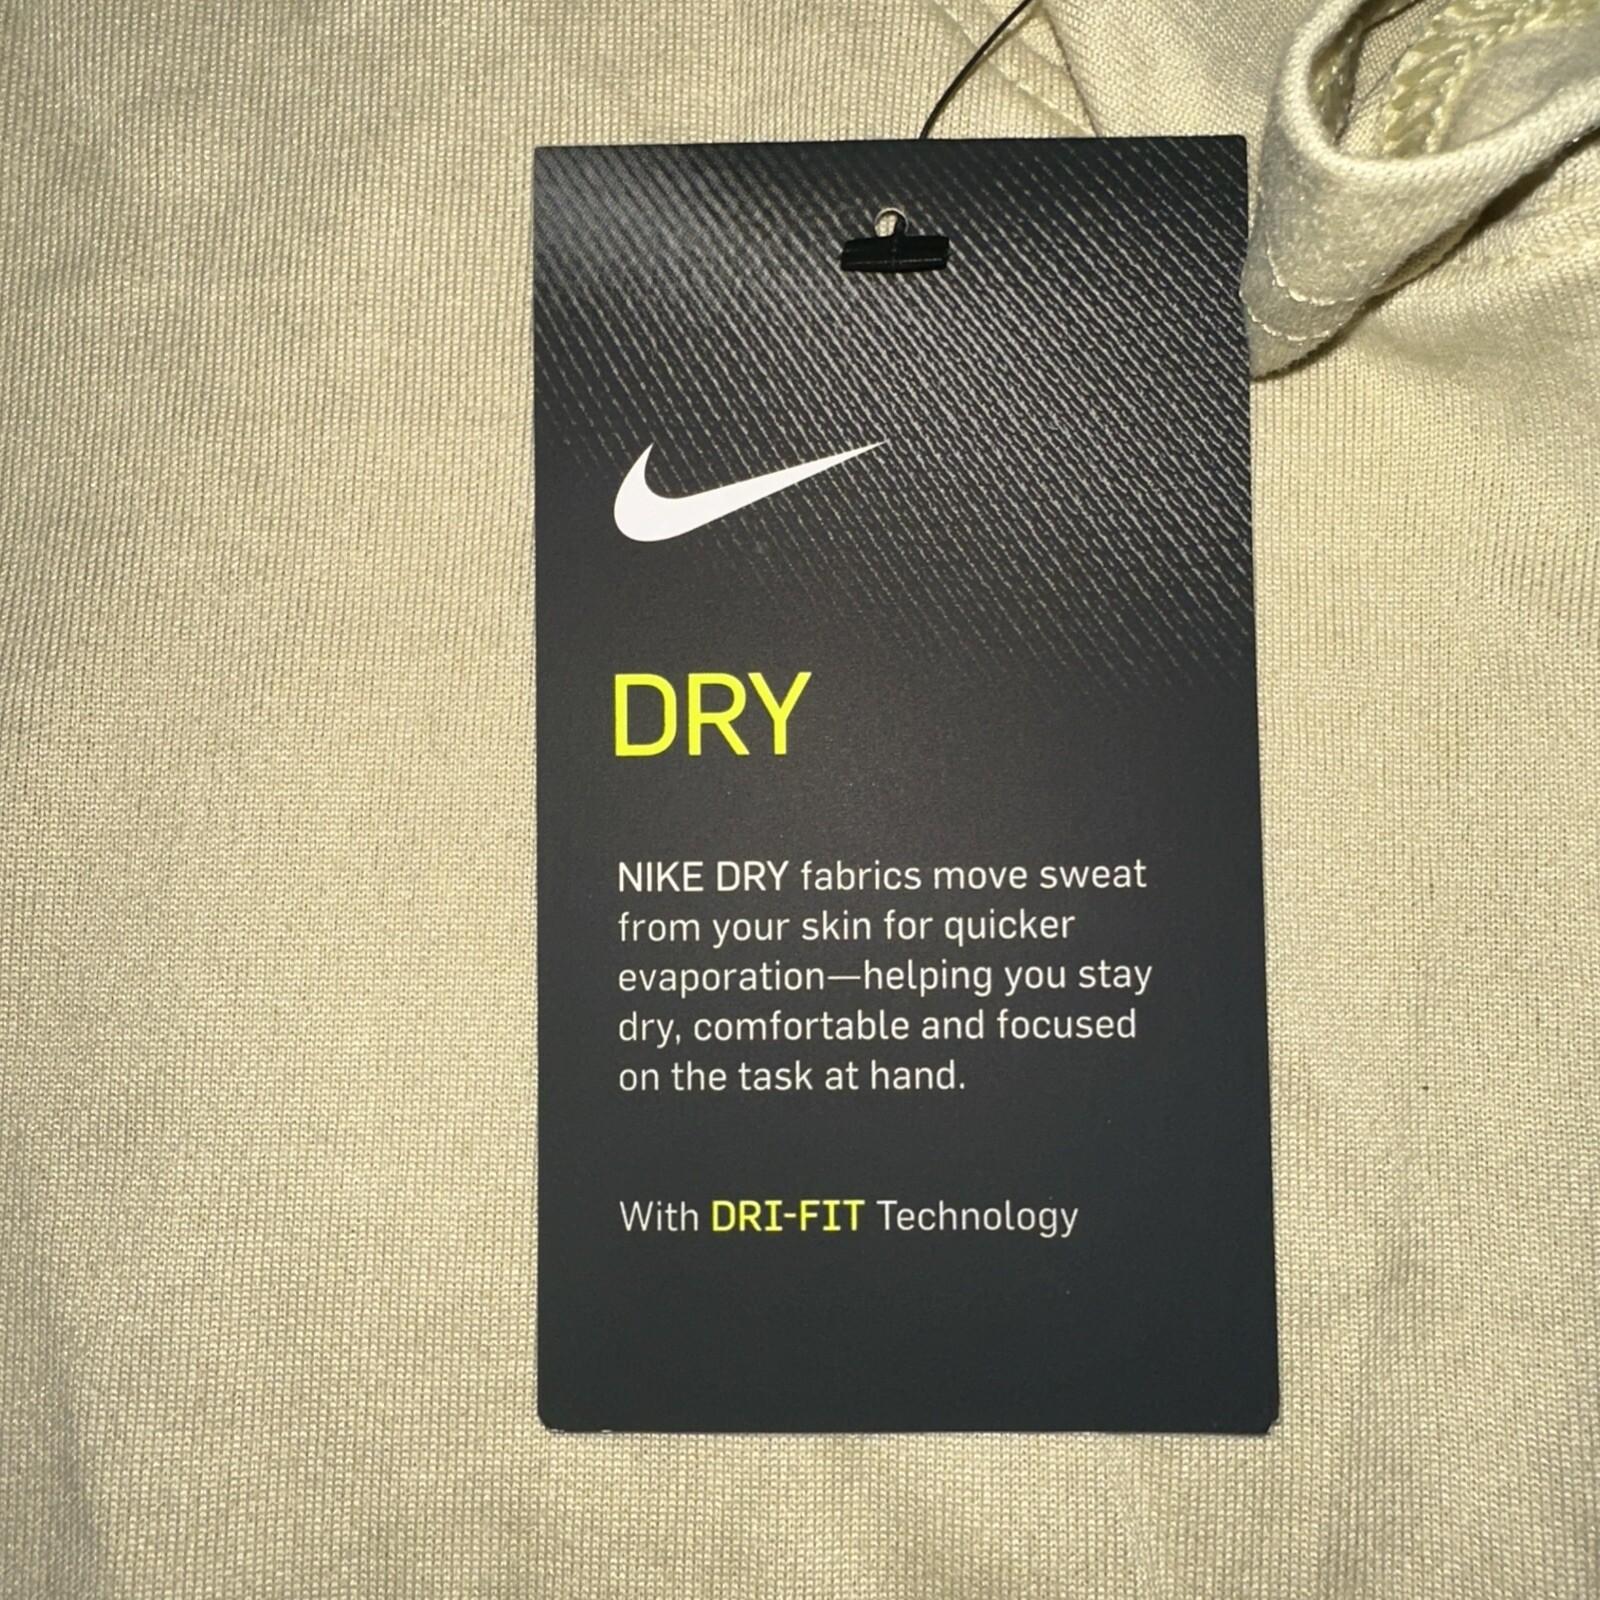 DRY
NIKE DRY fabrics move sweat
from your skin for quicker
evaporation—helping you stay
dry, comfortable and focused
on the task at hand.
With DRI-FIT Technology